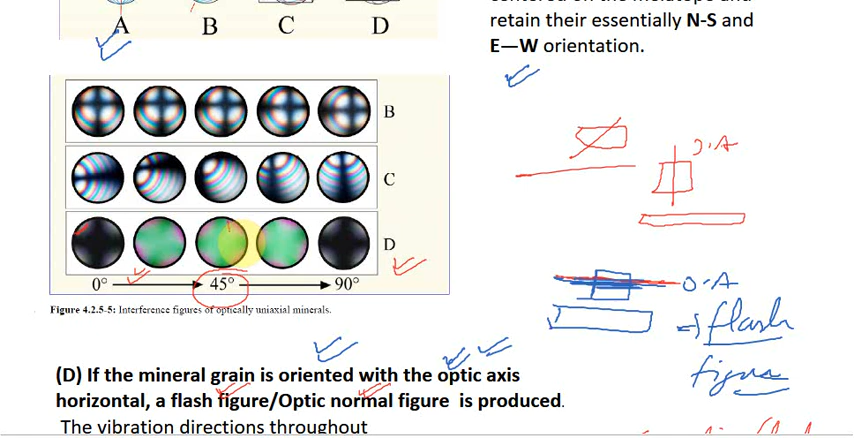 A B C D
centered on the melatope and
retain their essentially N-S and
E—W orientation.
B
C
D
0° 45° 90°
Figure 4.2.5-5: Interference figures of optically uniaxial minerals.
O.A
O.A
⇒ flash
figure
(D) If the mineral grain is oriented with the optic axis
horizontal, a flash figure/Optic normal figure is produced.
The vibration directions throughout